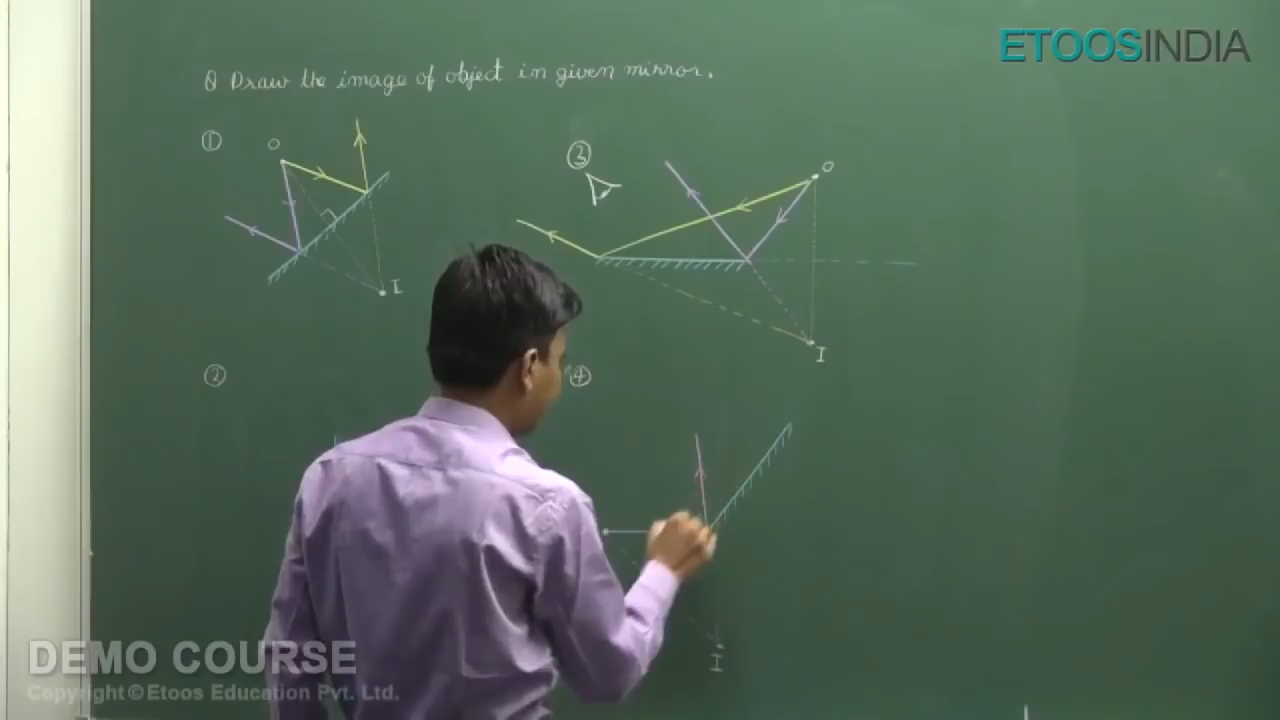 ETOOSINDIA
Q Draw the image of object in given mirror.
①
O
I
③
O
I
②
④
I
DEMO COURSE
Copyright © Etoos Education Pvt. Ltd.